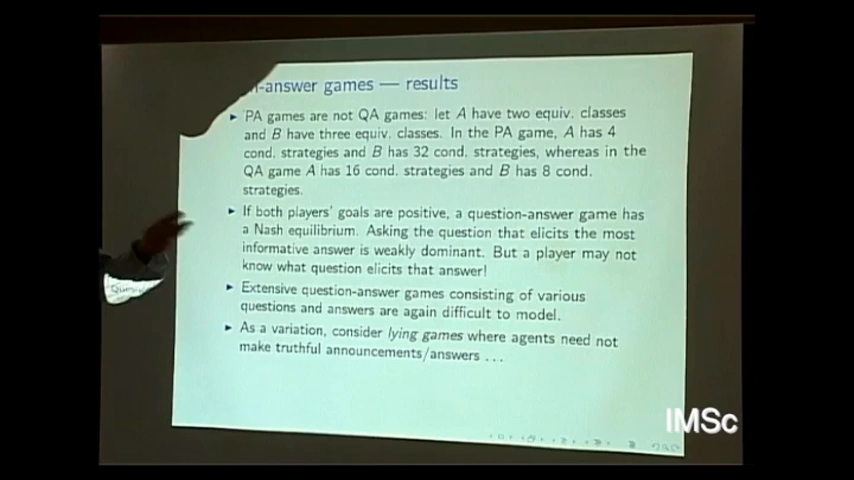 -answer games — results
▶ PA games are not QA games: let A have two equiv. classes
and B have three equiv. classes. In the PA game, A has 4
cond. strategies and B has 32 cond. strategies, whereas in the
QA game A has 16 cond. strategies and B has 8 cond.
strategies.
▶ If both players' goals are positive, a question-answer game has
a Nash equilibrium. Asking the question that elicits the most
informative answer is weakly dominant. But a player may not
know what question elicits that answer!
▶ Extensive question-answer games consisting of various
questions and answers are again difficult to model.
▶ As a variation, consider lying games where agents need not
make truthful announcements/answers ...
IMSc